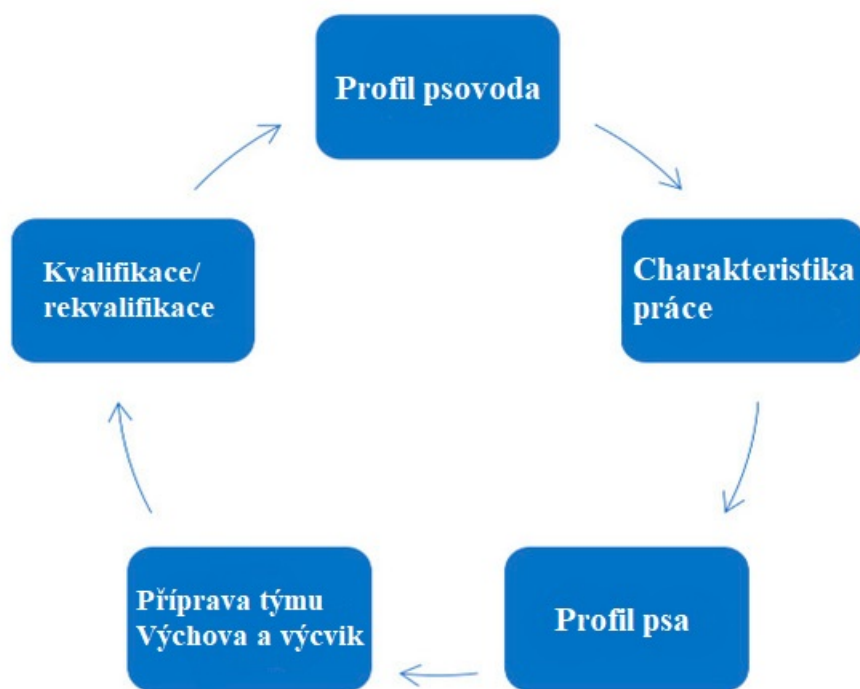 Profil psovoda
Charakteristika
práce
Profil psa
Příprava týmu
Výchova a výcvik
Kvalifikace/
rekvalifikace